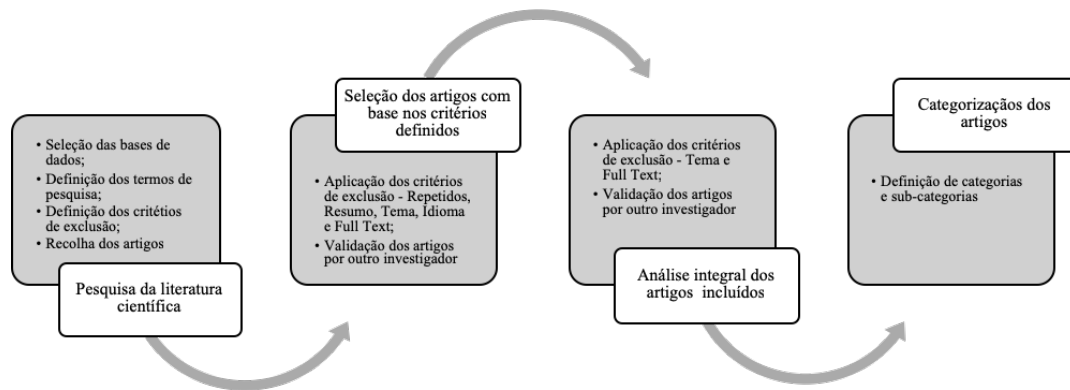 • Seleção das bases de
dados;
• Definição dos termos de
pesquisa;
• Definição dos critétios de
exclusão;
• Recolha dos artigos
Pesquisa da literatura
científica
Seleção dos artigos com
base nos critérios
definidos
• Aplicação dos critérios
de exclusão - Repetidos,
Resumo, Tema, Idioma
e Full Text;
• Validação dos artigos
por outro investigador
• Aplicação dos critérios
de exclusão - Tema e
Full Text;
• Validação dos artigos
por outro investigador
Análise integral dos
artigos incluídos
Categorizaçãos dos
artigos
• Definição de categorias
e sub-categorias